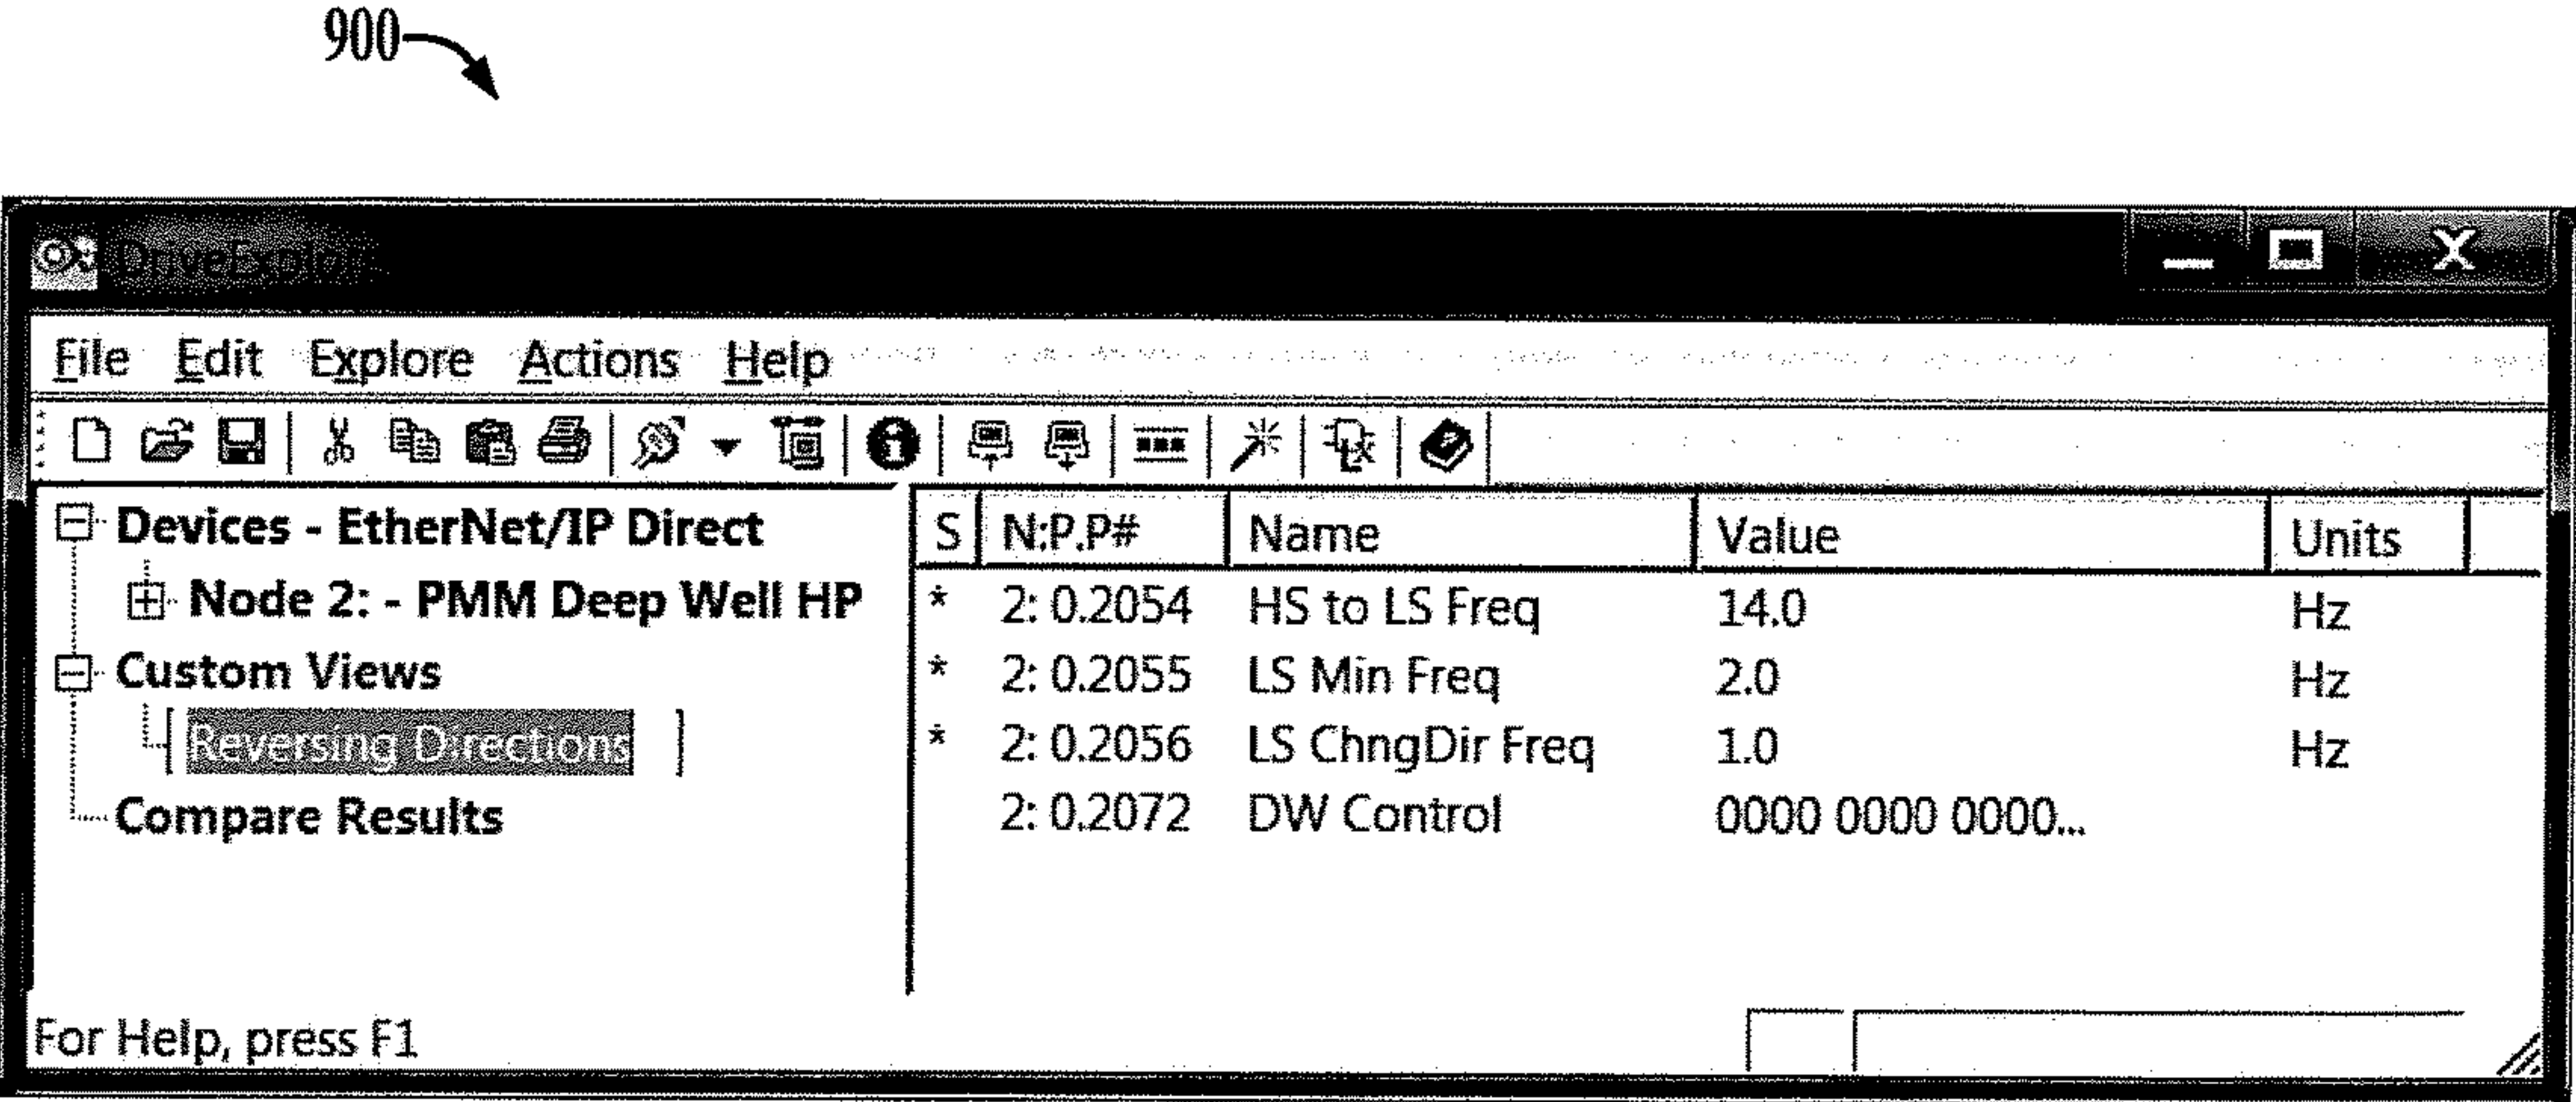 900
DriveExplorer
File Edit Explore Actions Help
Devices - EtherNet/IP Direct
Node 2: - PMM Deep Well HP
Custom Views
Reversing Directions
Compare Results
S N:P.P# Name Value Units
* 2: 0.2054 HS to LS Freq 14.0 Hz
* 2: 0.2055 LS Min Freq 2.0 Hz
* 2: 0.2056 LS ChngDir Freq 1.0 Hz
2: 0.2072 DW Control 0000 0000 0000...
For Help, press F1